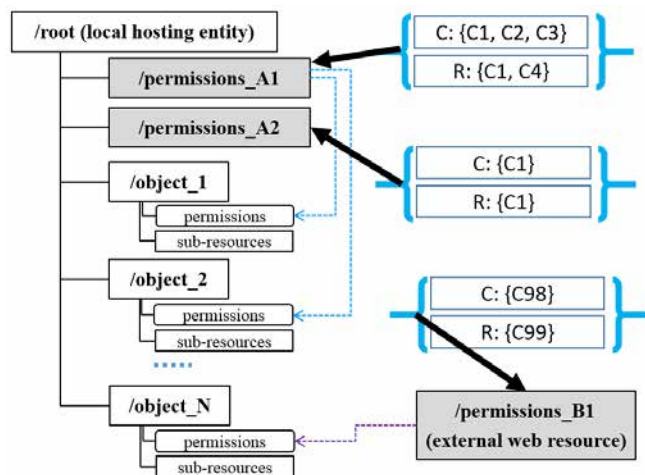 /root (local hosting entity)
/permissions_A1
/permissions_A2
/object_1
permissions
sub-resources
/object_2
permissions
sub-resources
/object_N
permissions
sub-resources
C: {C1, C2, C3}
R: {C1, C4}
C: {C1}
R: {C1}
C: {C98}
R: {C99}
/permissions_B1
(external web resource)